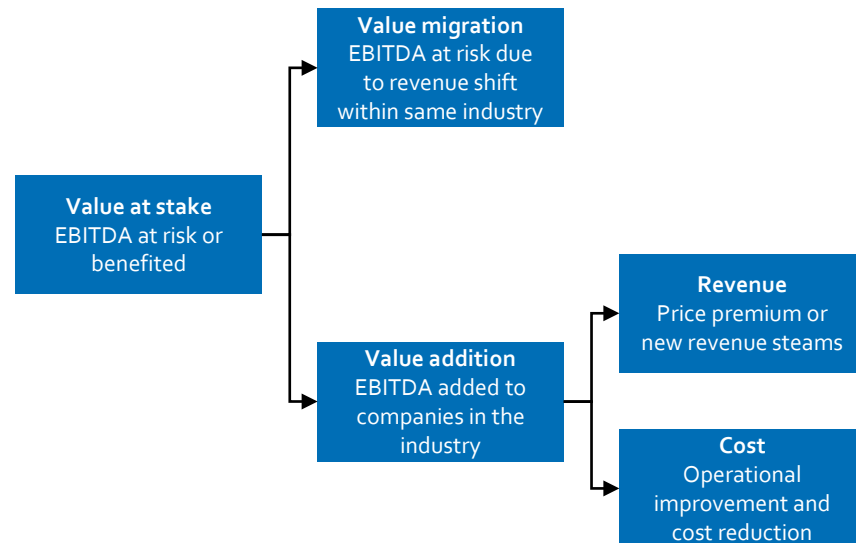 Value migration
EBITDA at risk due
to revenue shift
within same industry
Value at stake
EBITDA at risk or
benefited
Revenue
Price premium or
new revenue steams
Value addition
EBITDA added to
companies in the
industry
Cost
Operational
improvement and
cost reduction